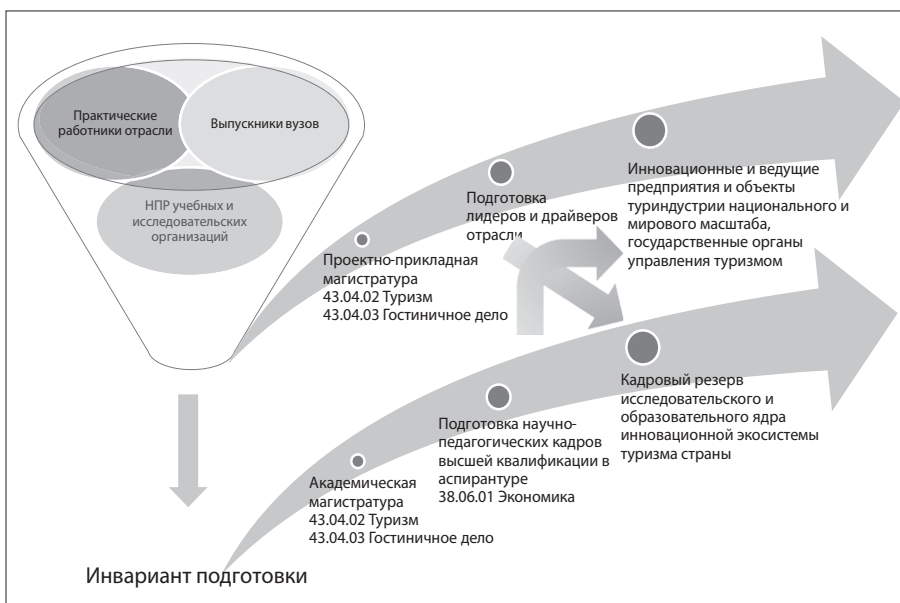 Практические
работники отрасли
Выпускники вузов
НПР учебных и
исследовательских
организаций
Проектно-прикладная
магистратура
43.04.02 Туризм
43.04.03 Гостиничное дело
Подготовка
лидеров и драйверов
отрасли
Инновационные и ведущие
предприятия и объекты
туриндустрии национального и
мирового масштаба,
государственные органы
управления туризмом
Академическая
магистратура
43.04.02 Туризм
43.04.03 Гостиничное дело
Подготовка научно-
педагогических кадров
высшей квалификации в
аспирантуре
38.06.01 Экономика
Кадровый резерв
исследовательского и
образовательного ядра
инновационной экосистемы
туризма страны
Инвариант подготовки